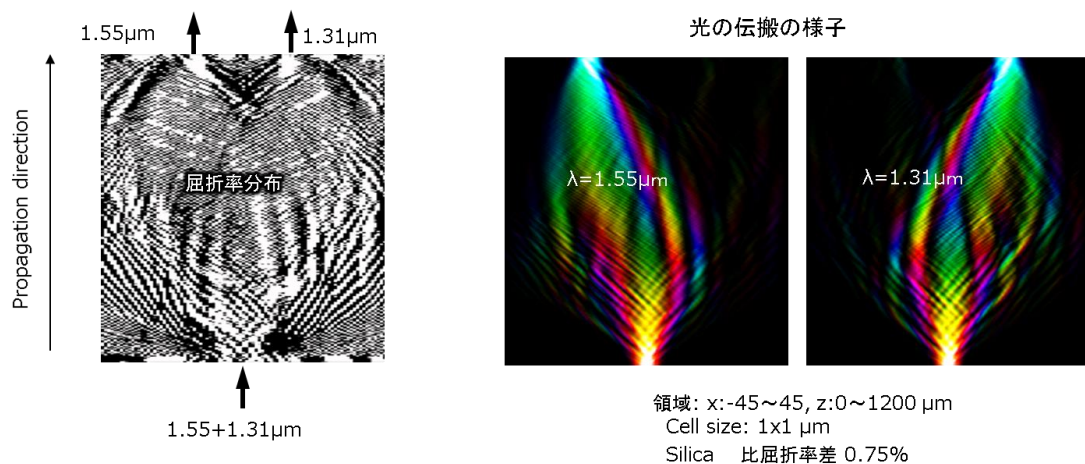 1.55μm
1.31μm
Propagation direction
屈折率分布
1.55+1.31μm
光の伝搬の様子
λ=1.55μm
λ=1.31μm
領域: x:-45～45, z:0～1200 μm
Cell size: 1x1 μm
Silica 比屈折率差 0.75%